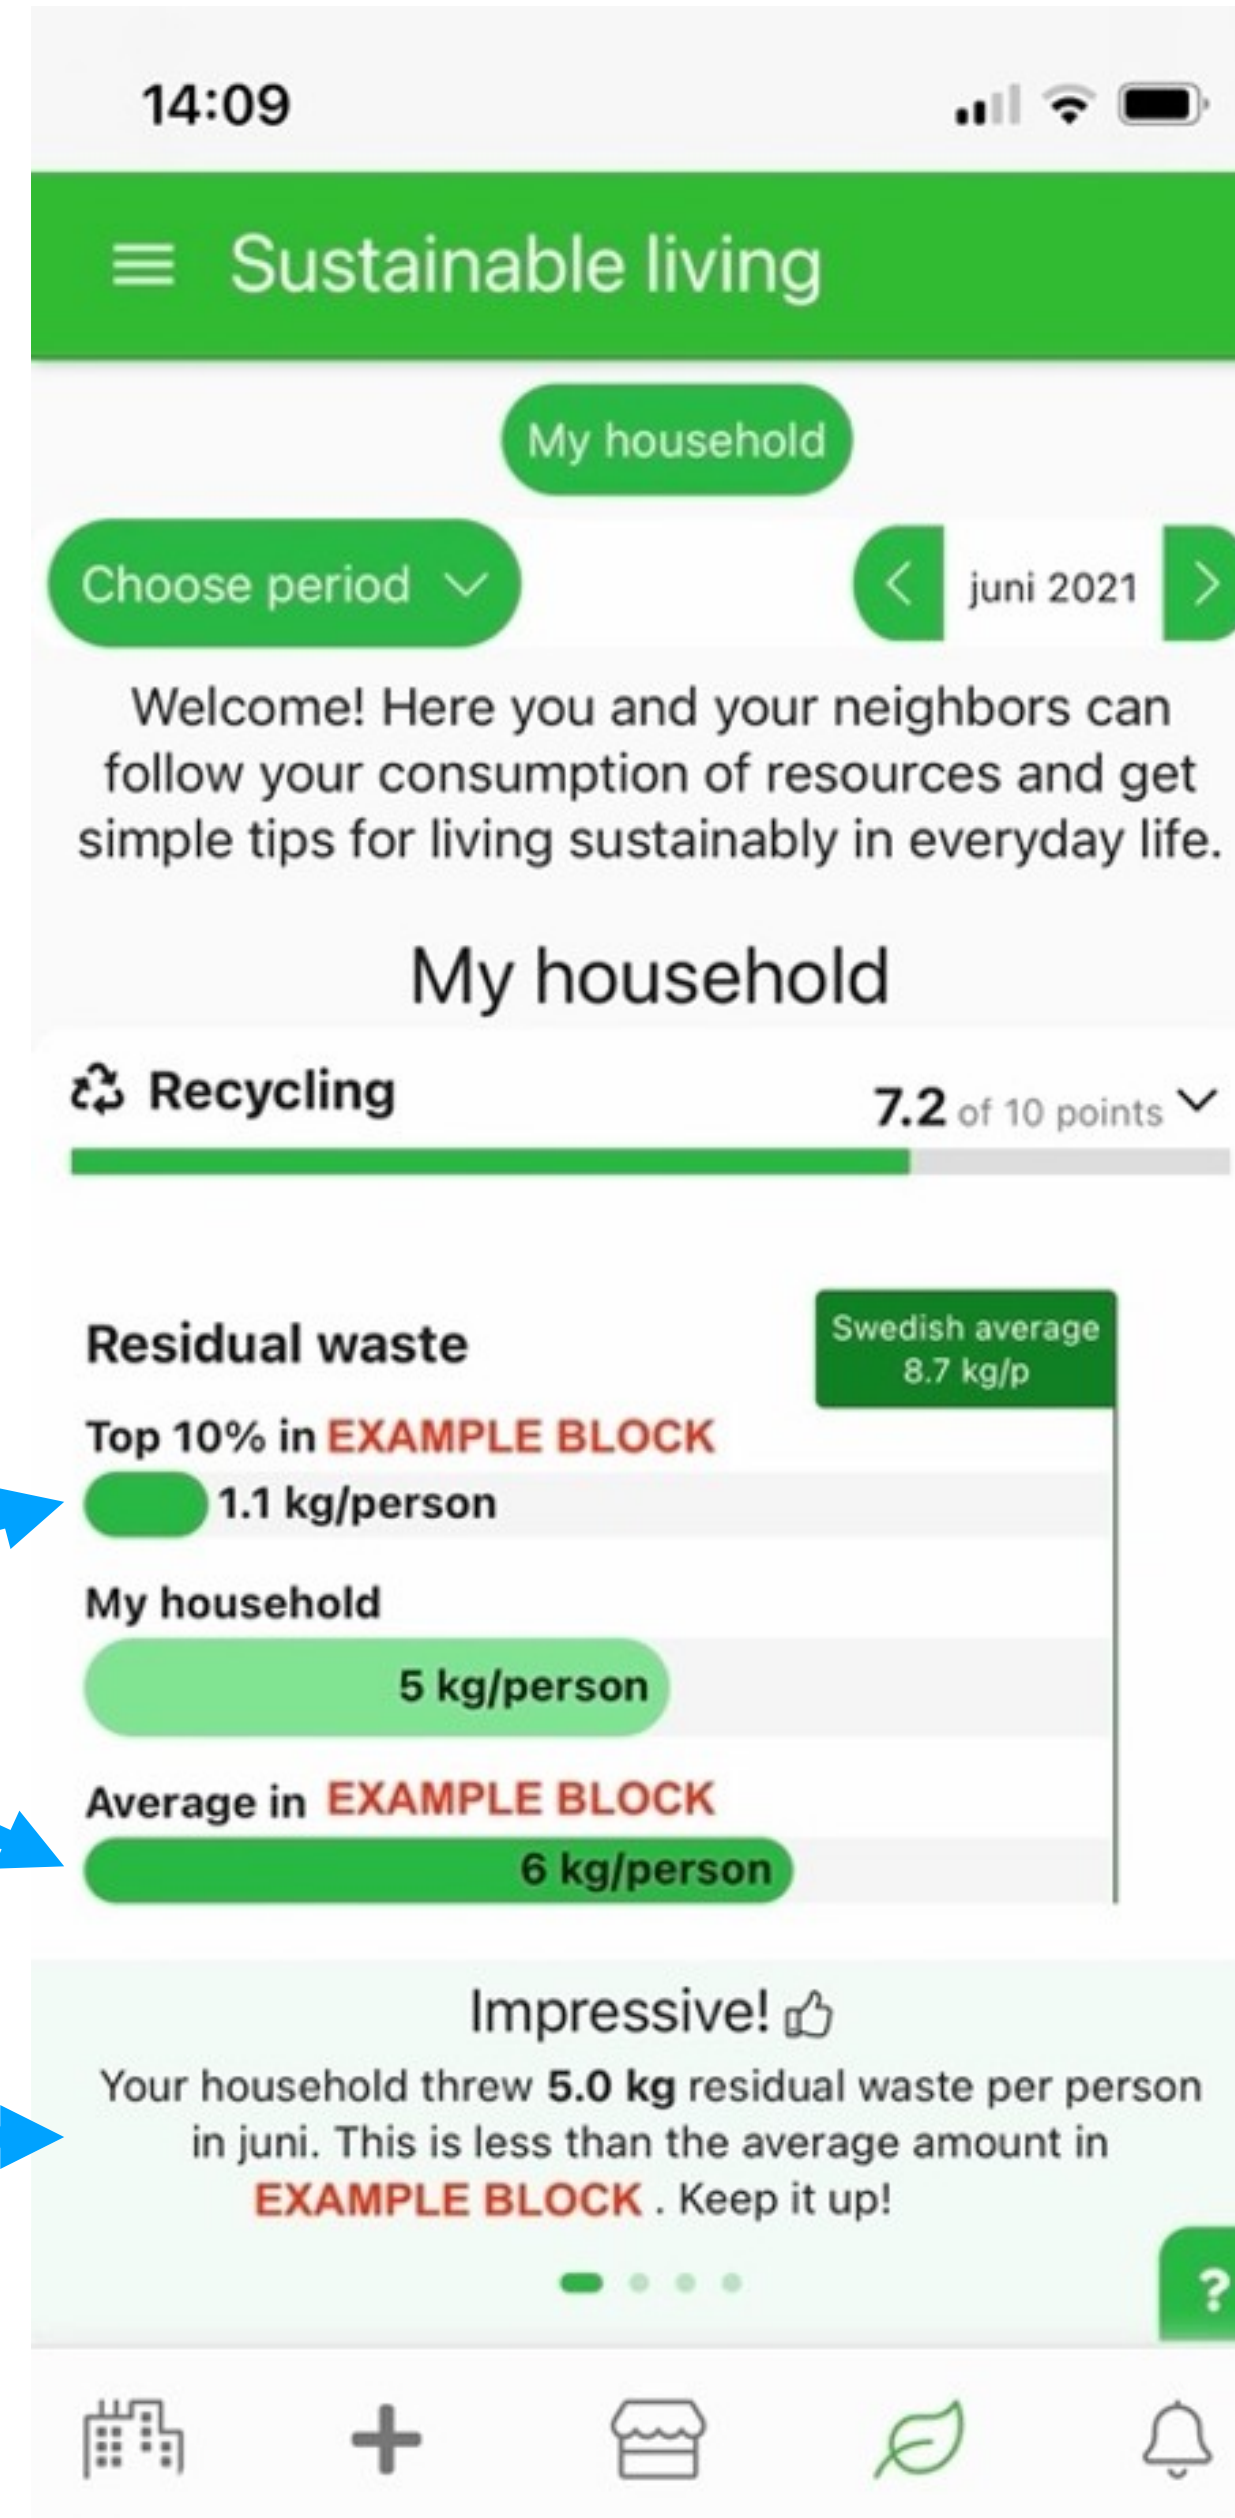 14:09
Sustainable living
My household
Choose period
juni 2021
Welcome! Here you and your neighbors can
follow your consumption of resources and get
simple tips for living sustainably in everyday life.
My household
Recycling
7.2 of 10 points
Residual waste
Swedish average
8.7 kg/p
Top 10% in EXAMPLE BLOCK
1.1 kg/person
My household
5 kg/person
Average in EXAMPLE BLOCK
6 kg/person
Impressive!
Your household threw 5.0 kg residual waste per person
in juni. This is less than the average amount in
EXAMPLE BLOCK . Keep it up!
?